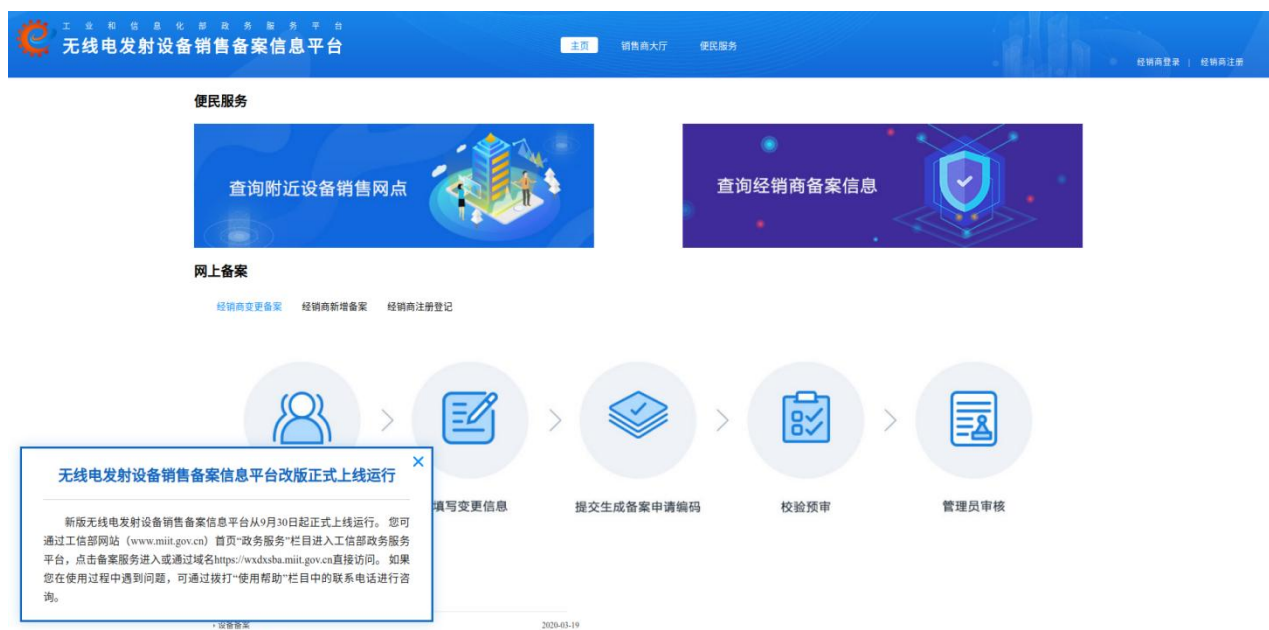 工业和信息化部政务服务平台
无线电发射设备销售备案信息平台
主页 销售商大厅 便民服务
经销商登录 | 经销商注册
便民服务
查询附近设备销售网点
查询经销商备案信息
网上备案
经销商变更备案 经销商新增备案 经销商注册登记
填写变更信息 提交生成备案申请编码 校验预审 管理员审核
无线电发射设备销售备案信息平台改版正式上线运行
新版无线电发射设备销售备案信息平台从9月30日起正式上线运行。 您可
通过工信部网站（www.miit.gov.cn）首页“政务服务”栏目进入工信部政务服务
平台，点击备案服务进入或通过域名https://wxdxsba.miit.gov.cn直接访问。 如果
您在使用过程中遇到问题，可通过拨打“使用帮助”栏目中的联系电话进行咨
询。
设备备案 2020-03-19